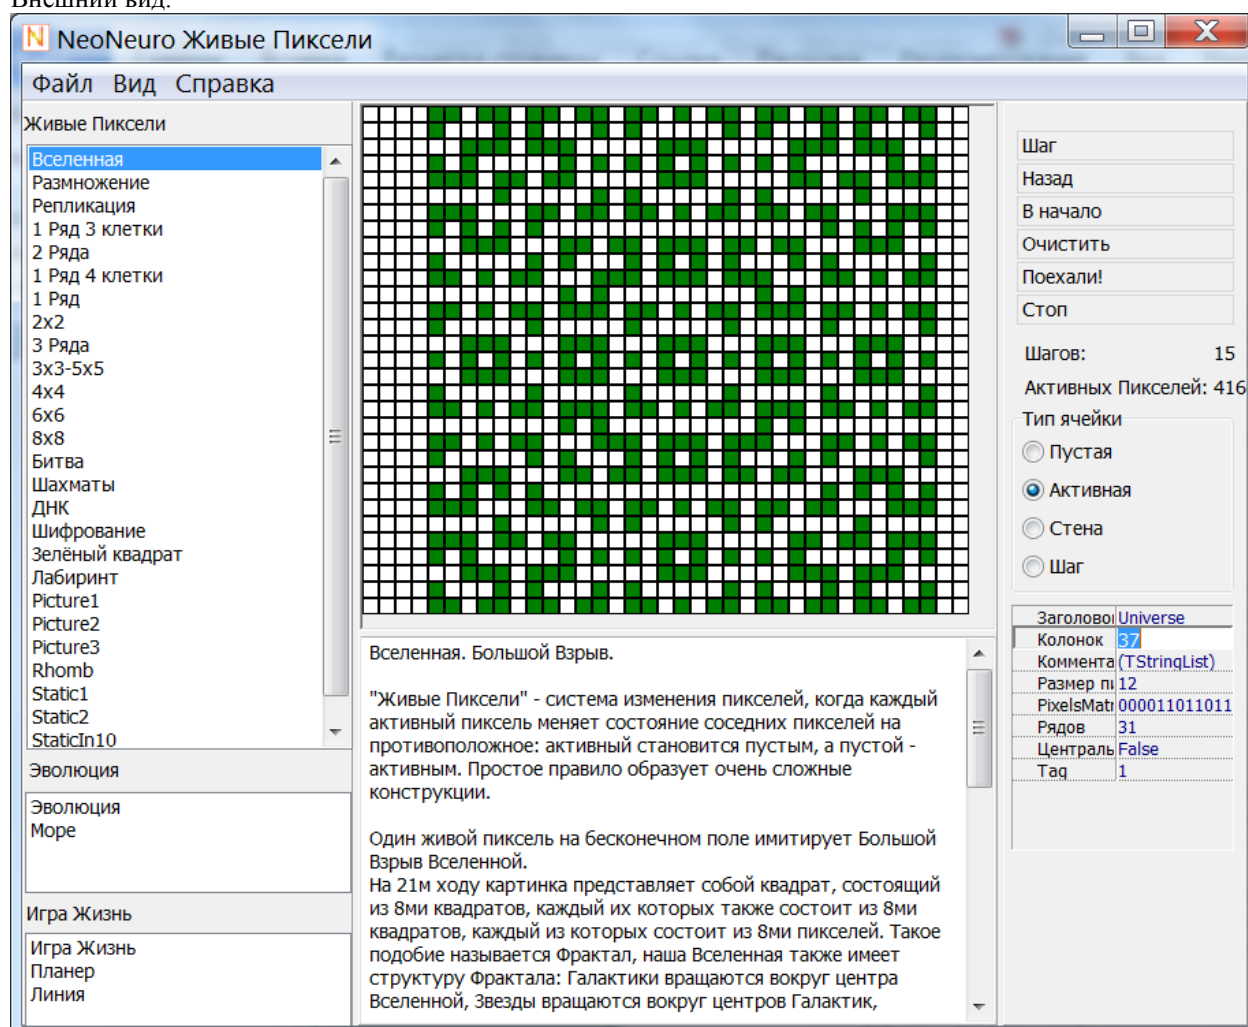 Внешний вид:
NeoNeuro Живые Пиксели
Файл Вид Справка
Живые Пиксели
Вселенная
Размножение
Репликация
1 Ряд 3 клетки
2 Ряда
1 Ряд 4 клетки
1 Ряд
2x2
3 Ряда
3x3-5x5
4x4
6x6
8x8
Битва
Шахматы
ДНК
Шифрование
Зелёный квадрат
Лабиринт
Picture1
Picture2
Picture3
Rhomb
Static1
Static2
StaticIn10
Эволюция
Эволюция
Море
Игра Жизнь
Игра Жизнь
Планер
Линия
Вселенная. Большой Взрыв.
"Живые Пиксели" - система изменения пикселей, когда каждый
активный пиксель меняет состояние соседних пикселей на
противоположное: активный становится пустым, а пустой -
активным. Простое правило образует очень сложные
конструкции.
Один живой пиксель на бесконечном поле имитирует Большой
Взрыв Вселенной.
На 21м ходу картинка представляет собой квадрат, состоящий
из 8ми квадратов, каждый их которых также состоит из 8ми
квадратов, каждый из которых состоит из 8ми пикселей. Такое
подобие называется Фрактал, наша Вселенная также имеет
структуру Фрактала: Галактики вращаются вокруг центра
Вселенной, Звезды вращаются вокруг центров Галактик,
Шаг
Назад
В начало
Очистить
Поехали!
Стоп
Шагов: 15
Активных Пикселей: 416
Тип ячейки
Пустая
Активная
Стена
Шаг
Заголово Universe
Колонок 37
Коммента (TStringList)
Размер пи 12
PixelsMatr 000011011011
Рядов 31
Централь False
Tag 1